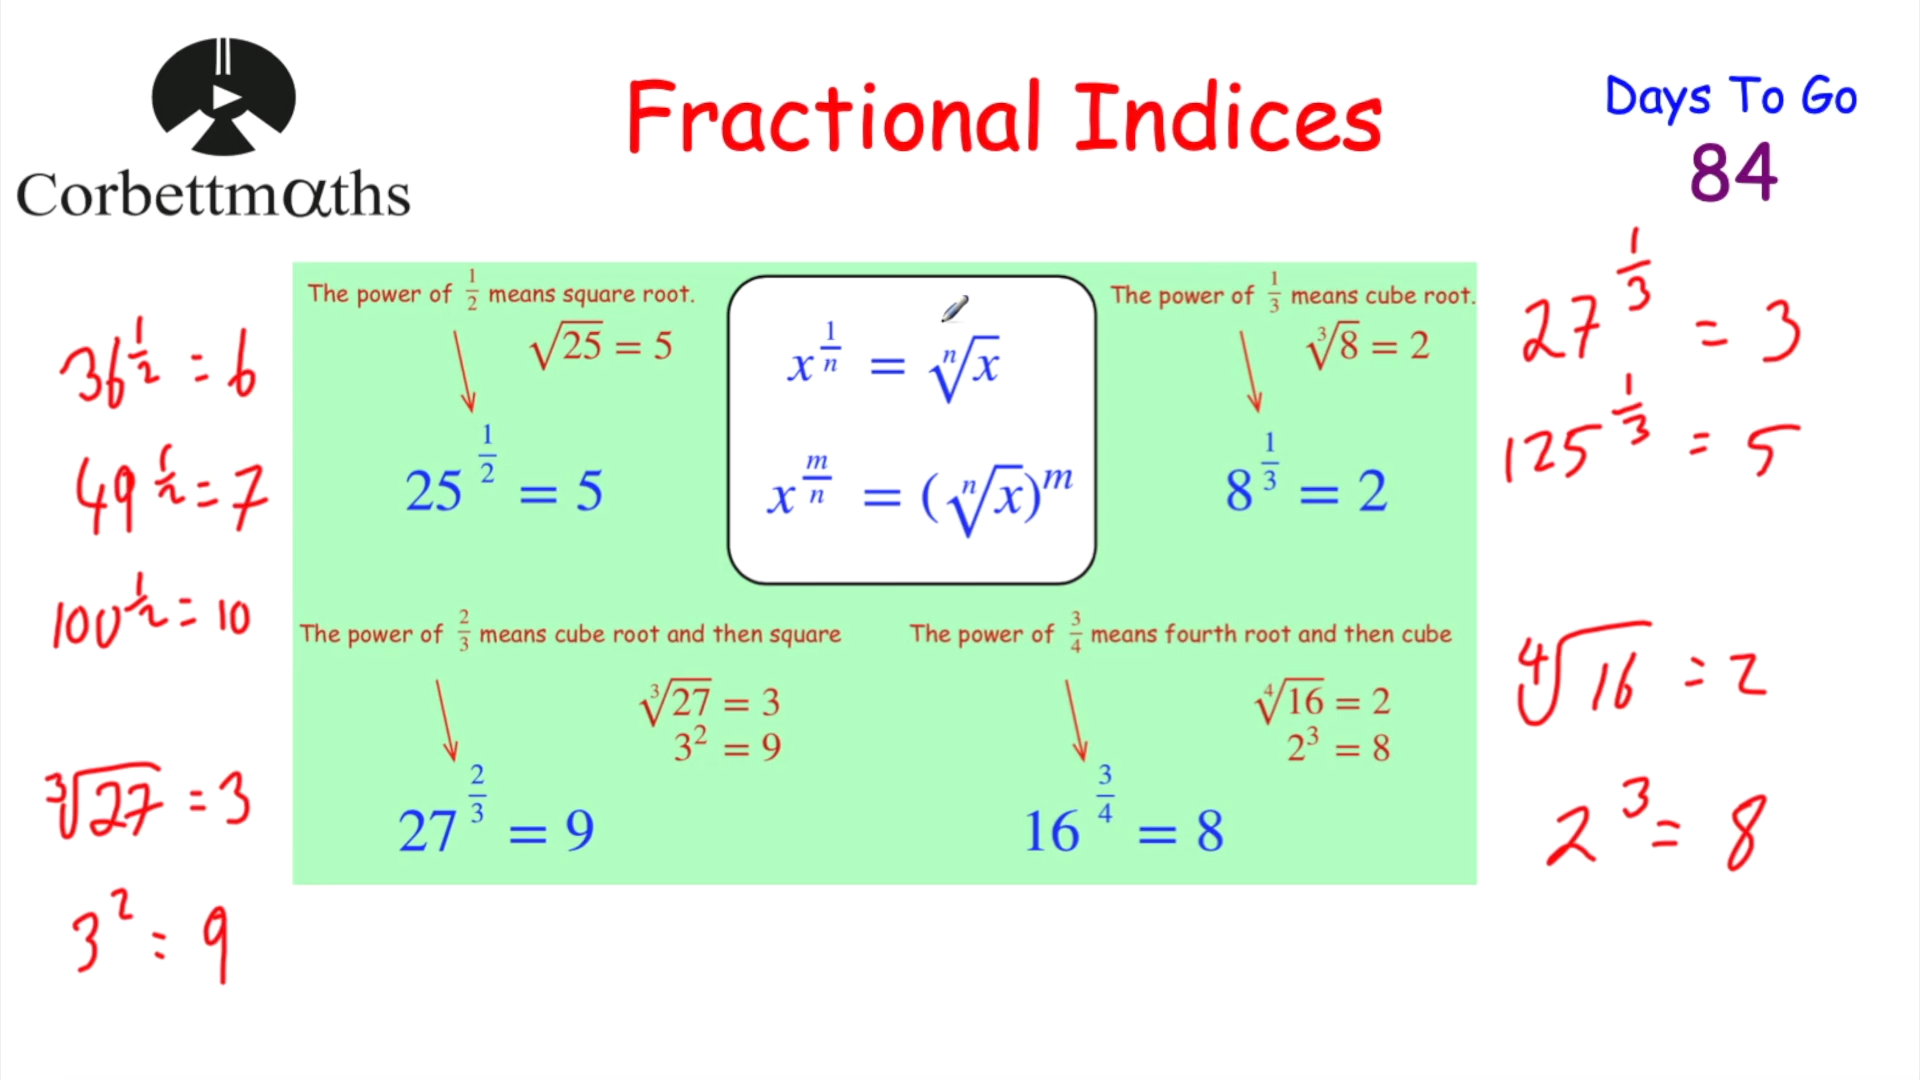 Corbettmαths
Fractional Indices
Days To Go
84
The power of 1/2 means square root.
√25 = 5
25^(1/2) = 5
x^(1/n) = ⁿ√x
x^(m/n) = (ⁿ√x)^m
The power of 1/3 means cube root.
³√8 = 2
8^(1/3) = 2
The power of 2/3 means cube root and then square
³√27 = 3
3² = 9
27^(2/3) = 9
The power of 3/4 means fourth root and then cube
⁴√16 = 2
2³ = 8
16^(3/4) = 8
36^(1/2) = 6
49^(1/2) = 7
100^(1/2) = 10
³√27 = 3
3² = 9
27^(1/3) = 3
125^(1/3) = 5
⁴√16 = 2
2³ = 8